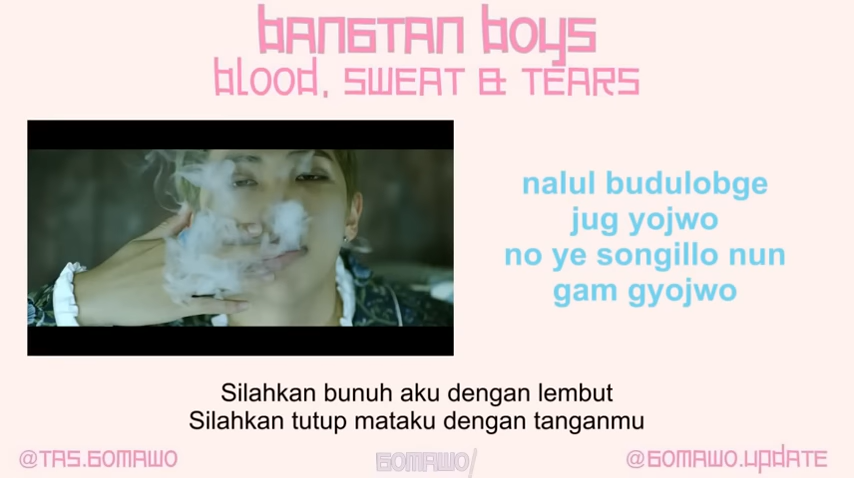 BANGTAN BOYS
BLOOD, SWEAT & TEARS
nalul budulobge
jug yojwo
no ye songillo nun
gam gyojwo
Silahkan bunuh aku dengan lembut
Silahkan tutup mataku dengan tanganmu
@TAS.GOMAWO
GOMAWO
@GOMAWO.UPDATE